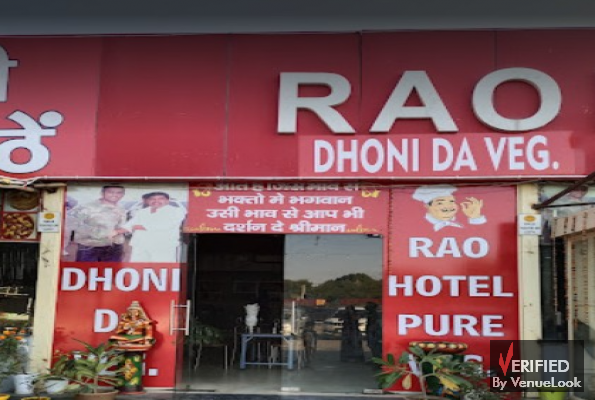 RAO
DHONI DA VEG.
भक्तो मे भगवान
उसी भाव से आप भी
दर्शन दे श्रीमान
DHONI
D
RAO
HOTEL
PURE
VERIFIED
By VenueLook